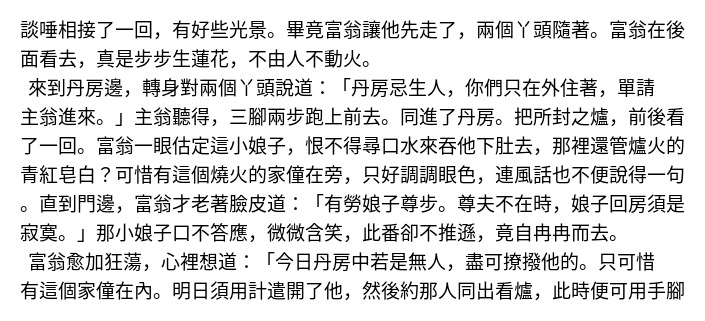 談唾相接了一回，有好些光景。畢竟富翁讓他先走了，兩個丫頭隨著。富翁在後
面看去，真是步步生蓮花，不由人不動火。
來到丹房邊，轉身對兩個丫頭說道：「丹房忌生人，你們只在外住著，單請
主翁進來。」主翁聽得，三腳兩步跑上前去。同進了丹房。把所封之爐，前後看
了一回。富翁一眼估定這小娘子，恨不得尋口水來吞他下肚去，那裡還管爐火的
青紅皂白？可惜有這個燒火的家僮在旁，只好調調眼色，連風話也不便說得一句
。直到門邊，富翁才老著臉皮道：「有勞娘子尊步。尊夫不在時，娘子回房須是
寂寞。」那小娘子口不答應，微微含笑，此番卻不推遜，竟自冉冉而去。
富翁愈加狂蕩，心裡想道：「今日丹房中若是無人，盡可撩撥他的。只可惜
有這個家僮在內。明日須用計遣開了他，然後約那人同出看爐，此時便可用手腳